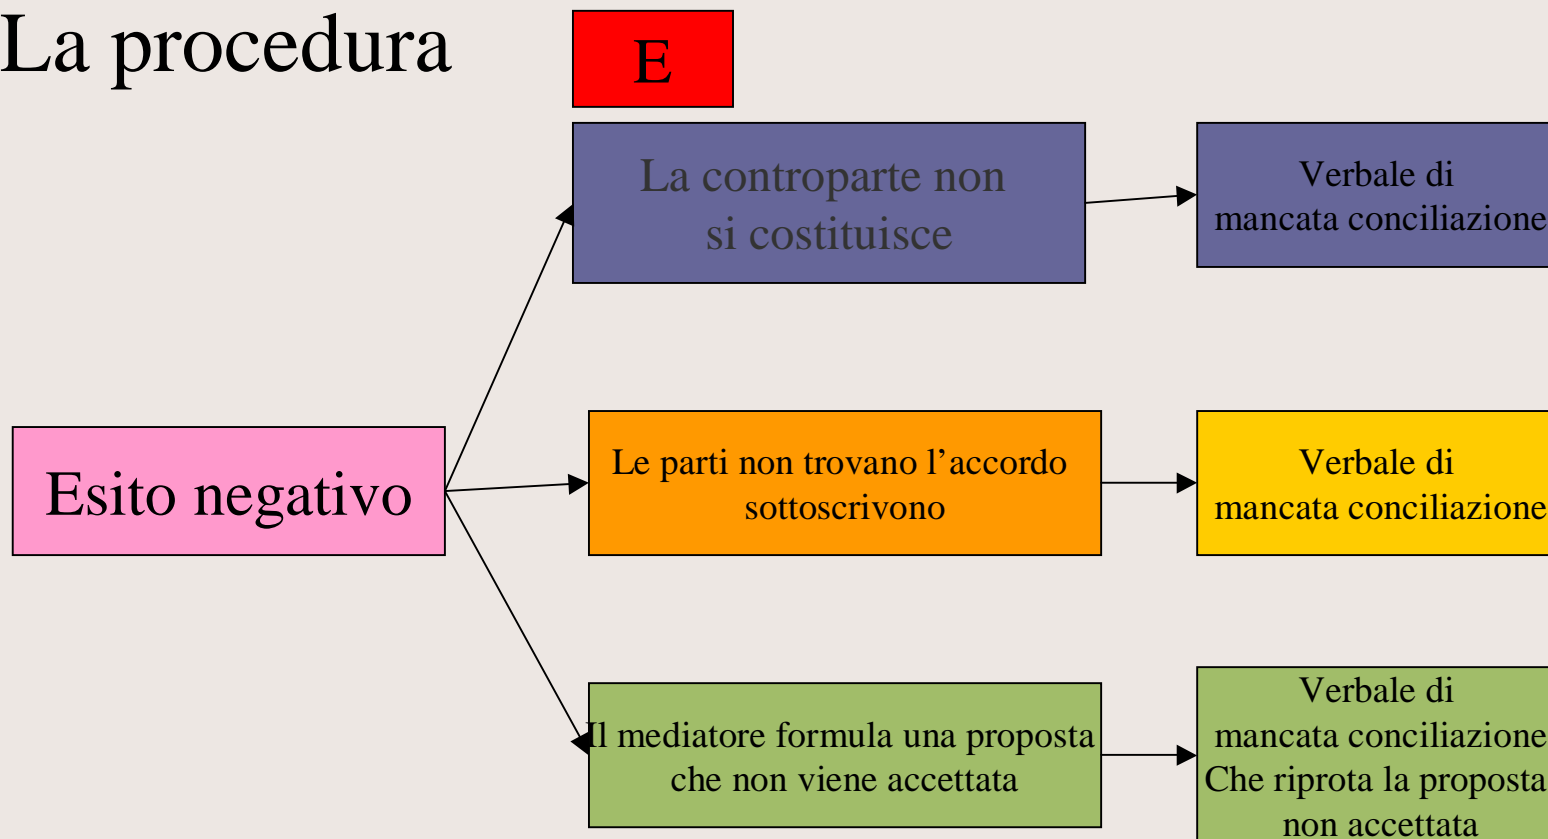 La procedura
E
La controparte non
si costituisce
Verbale di
mancata conciliazione
Esito negativo
Le parti non trovano l’accordo
sottoscrivono
Verbale di
mancata conciliazione
Il mediatore formula una proposta
che non viene accettata
Verbale di
mancata conciliazione
Che riprota la proposta
non accettata